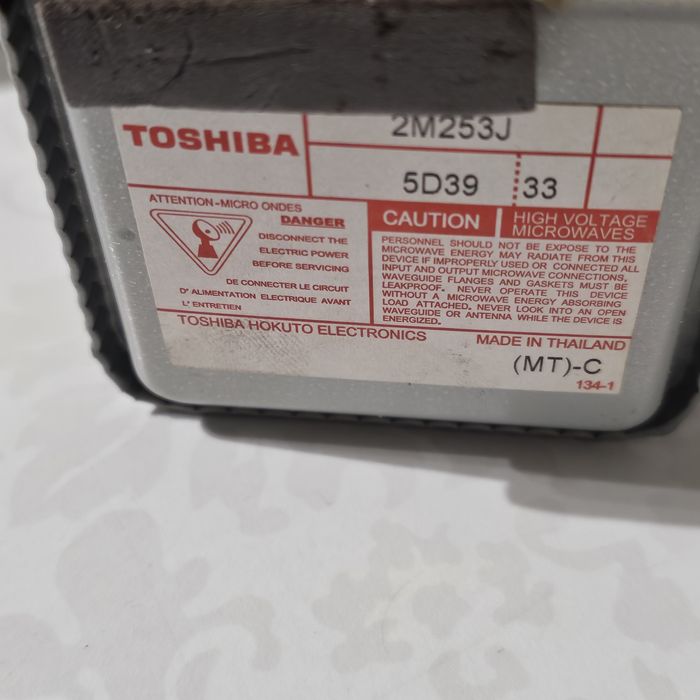 TOSHIBA
2M253J
5D39 33
ATTENTION-MICRO ONDES
DANGER
DISCONNECT THE
ELECTRIC POWER
BEFORE SERVICING
DE CONNECTER LE CIRCUIT
D' ALIMENTATION ELECTRIQUE AVANT
L' ENTRETIEN
CAUTION
HIGH VOLTAGE
MICROWAVES
PERSONNEL SHOULD NOT BE EXPOSE TO THE
MICROWAVE ENERGY MAY RADIATE FROM THIS
DEVICE IF IMPROPERLY USED OR CONNECTED ALL
INPUT AND OUTPUT MICROWAVE CONNECTIONS,
WAVEGUIDE FLANGES AND GASKETS MUST BE
LEAKPROOF. NEVER OPERATE THIS DEVICE
WITHOUT A MICROWAVE ENERGY ABSORBING
LOAD ATTACHED. NEVER LOOK INTO AN OPEN
WAVEGUIDE OR ANTENNA WHILE THE DEVICE IS
ENERGIZED.
TOSHIBA HOKUTO ELECTRONICS
MADE IN THAILAND
(MT)-C
134-1